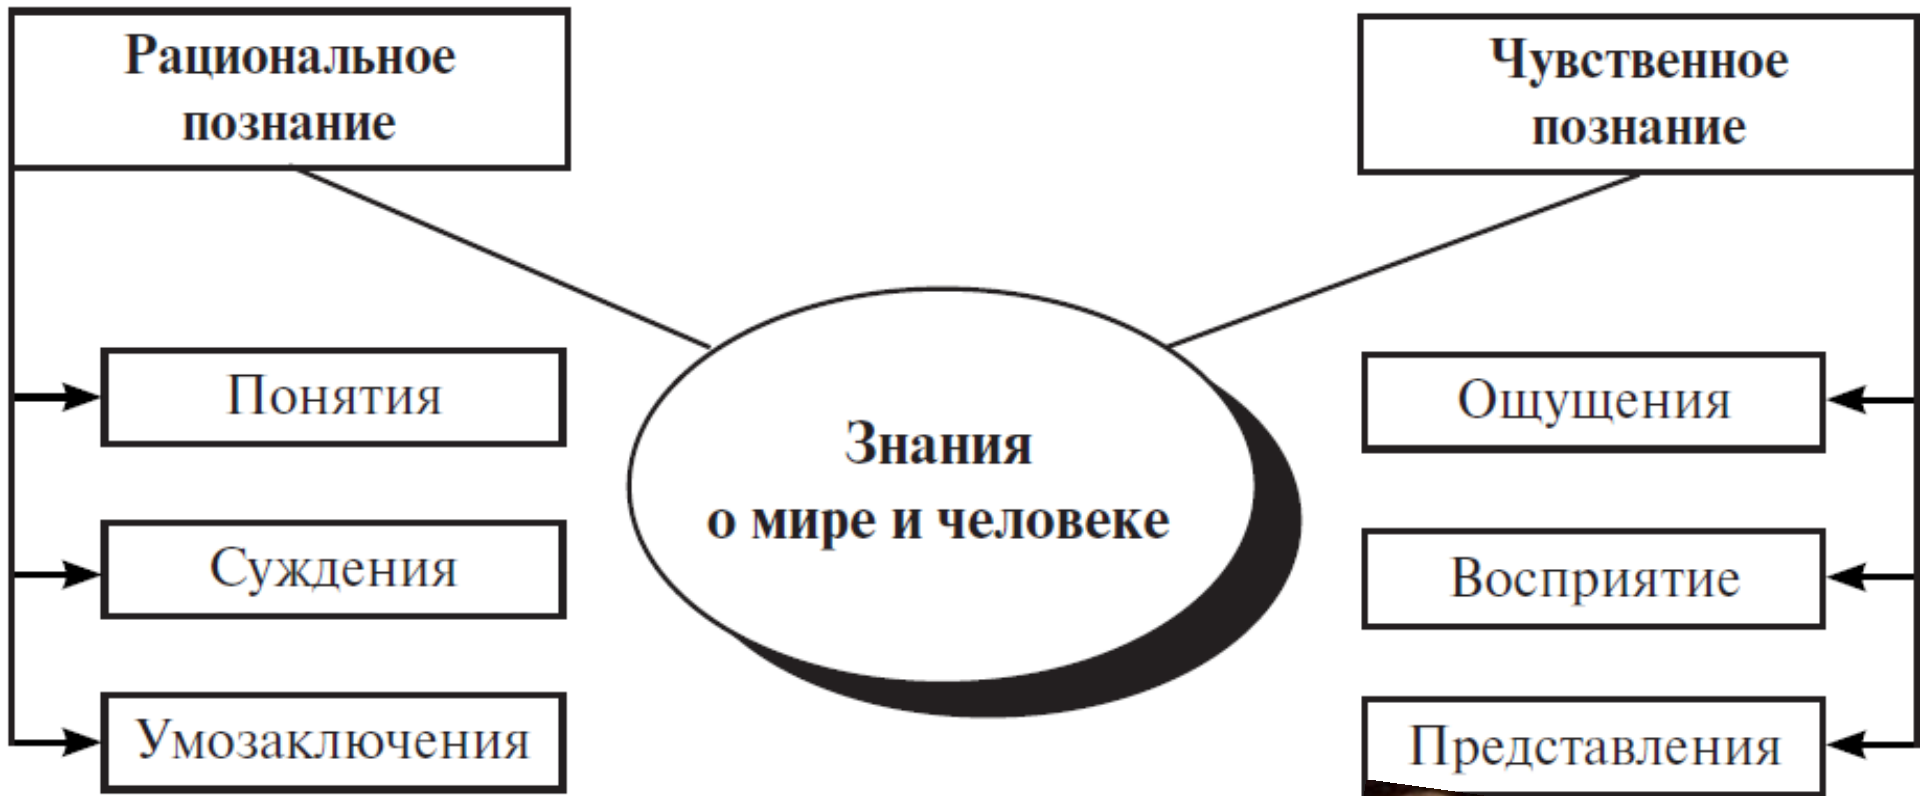 Рациональное
познание
Чувственное
познание
Понятия
Суждения
Умозаключения
Знания
о мире и человеке
Ощущения
Восприятие
Представления